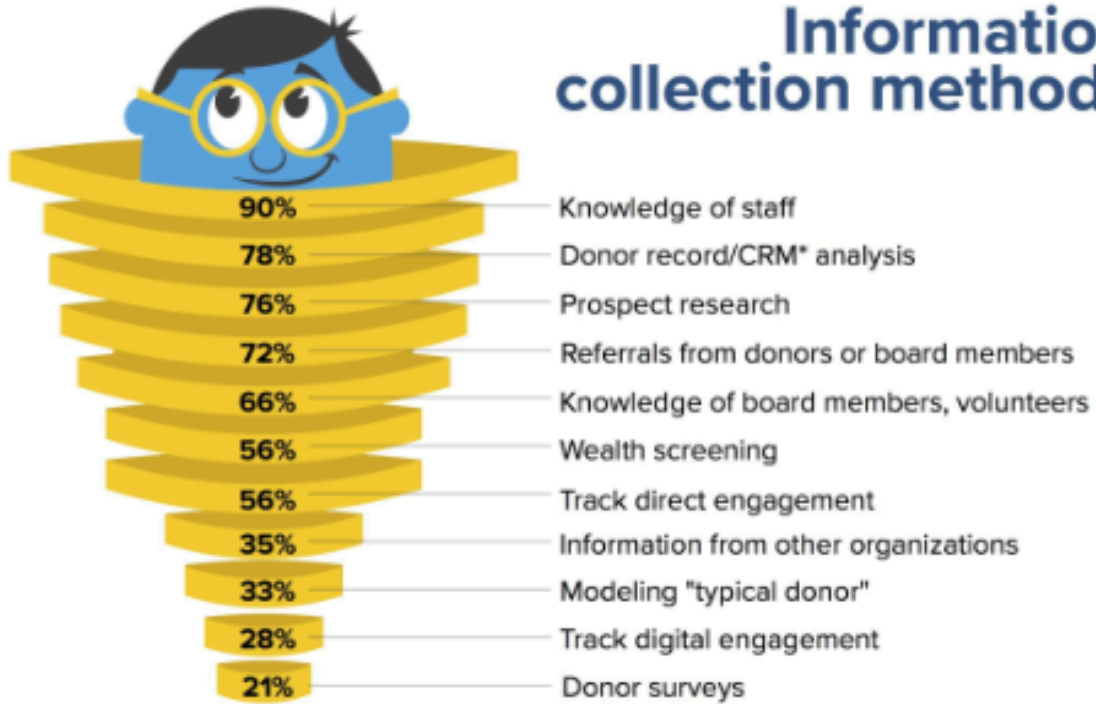 Informatio
collection method
90% Knowledge of staff
78% Donor record/CRM* analysis
76% Prospect research
72% Referrals from donors or board members
66% Knowledge of board members, volunteers
56% Wealth screening
56% Track direct engagement
35% Information from other organizations
33% Modeling "typical donor"
28% Track digital engagement
21% Donor surveys